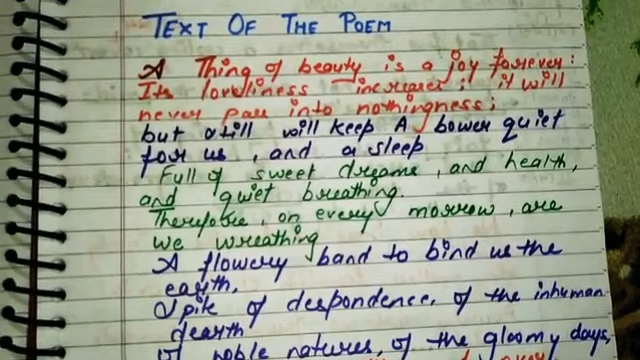 TEXT OF THE POEM
A Thing of beauty is a joy forever:
Its loveliness increases; it will
never pass into nothingness;
but still will keep A bower quiet
for us, and a sleep
Full of sweet dreams, and health,
and quiet breathing.
Therefore, on every morrow, are
we wreathing
A flowery band to bind us the
earth,
Spite of despondence, of the inhuman
dearth
of noble natures, of the gloomy days,